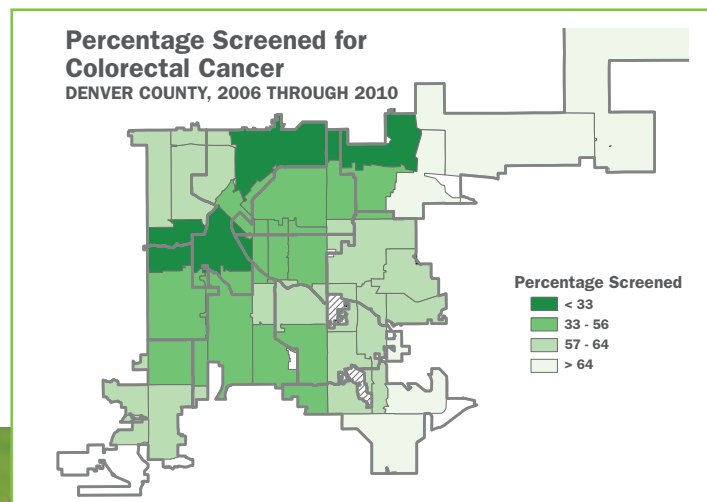 Percentage Screened for
Colorectal Cancer
DENVER COUNTY, 2006 THROUGH 2010
Percentage Screened
< 33
33 - 56
57 - 64
> 64